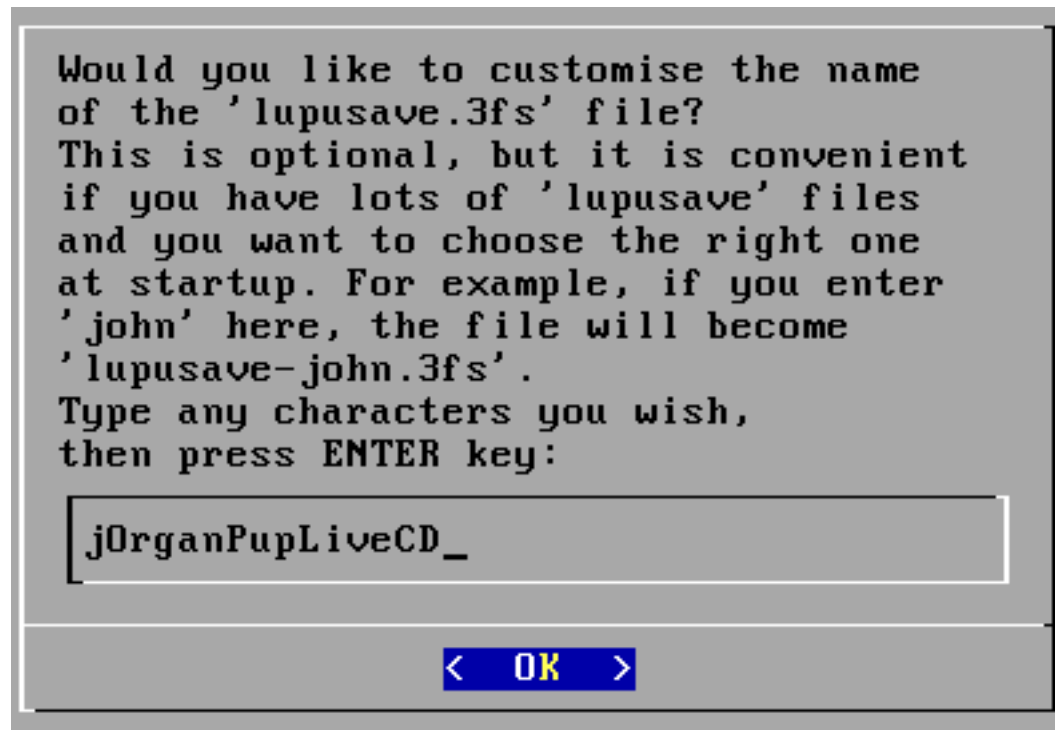 Would you like to customise the name
of the 'lupusave.3fs' file?
This is optional, but it is convenient
if you have lots of 'lupusave' files
and you want to choose the right one
at startup. For example, if you enter
'john' here, the file will become
'lupusave-john.3fs'.
Type any characters you wish,
then press ENTER key:
jOrganPupLiveCD_
< OK >